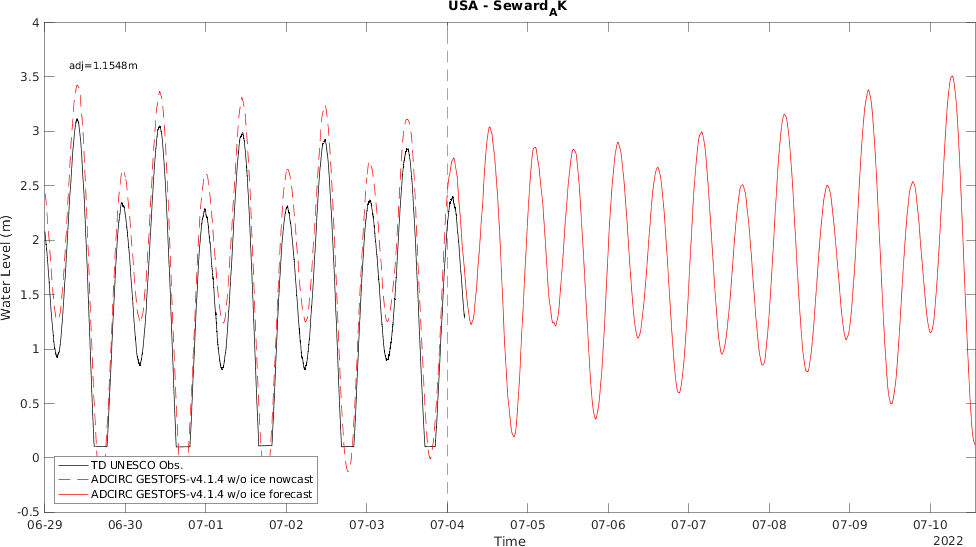 USA - Seward_AK
4
adj=1.1548m
3.5
3
2.5
2
1.5
1
0.5
0
-0.5
Water Level (m)
TD UNESCO Obs.
ADCIRC GESTOFS-v4.1.4 w/o ice nowcast
ADCIRC GESTOFS-v4.1.4 w/o ice forecast
06-29 06-30 07-01 07-02 07-03 07-04 07-05 07-06 07-07 07-08 07-09 07-10
Time
2022